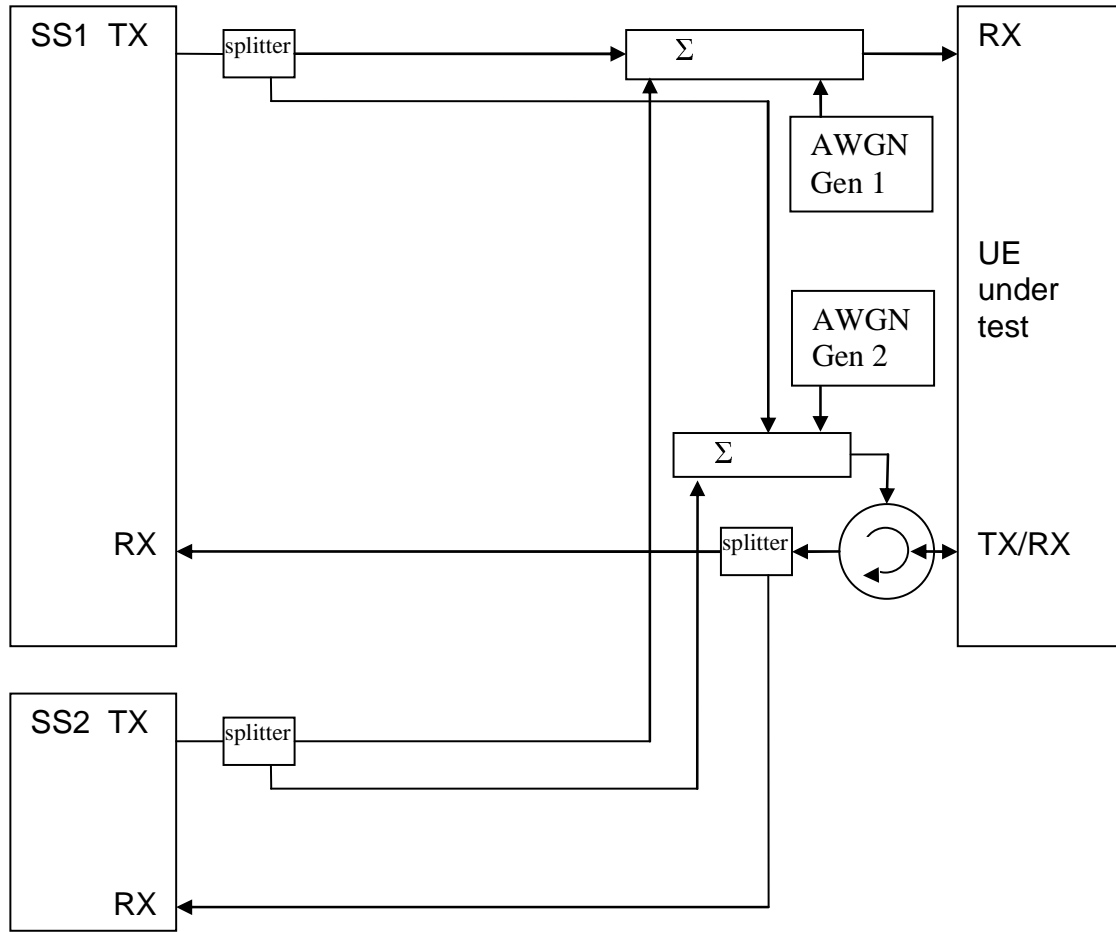 SS1 TX
splitter
Σ
RX
AWGN
Gen 1
UE
under
test
AWGN
Gen 2
Σ
RX
splitter
TX/RX
SS2 TX
splitter
RX